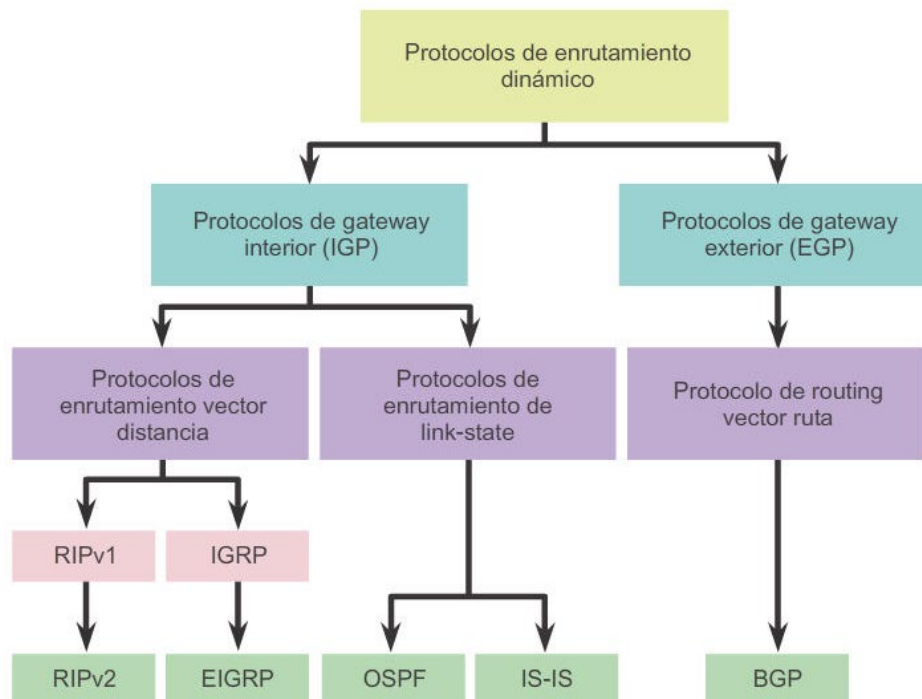 Protocolos de enrutamiento
dinámico
Protocolos de gateway
interior (IGP)
Protocolos de gateway
exterior (EGP)
Protocolos de
enrutamiento vector
distancia
Protocolos de
enrutamiento de
link-state
Protocolo de routing
vector ruta
RIPv1
IGRP
RIPv2
EIGRP
OSPF
IS-IS
BGP